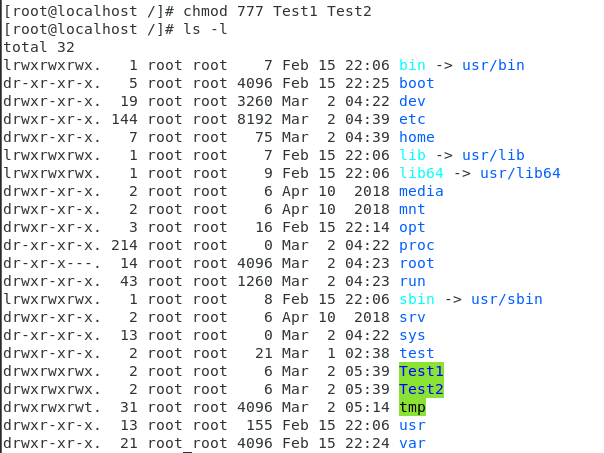 [root@localhost /]# chmod 777 Test1 Test2
[root@localhost /]# ls -l
total 32
lrwxrwxrwx.   1 root root    7 Feb 15 22:06 bin -> usr/bin
dr-xr-xr-x.   5 root root 4096 Feb 15 22:25 boot
drwxr-xr-x.  19 root root 3260 Mar  2 04:22 dev
drwxr-xr-x. 144 root root 8192 Mar  2 04:39 etc
drwxr-xr-x.   7 root root   75 Mar  2 04:39 home
lrwxrwxrwx.   1 root root    7 Feb 15 22:06 lib -> usr/lib
lrwxrwxrwx.   1 root root    9 Feb 15 22:06 lib64 -> usr/lib64
drwxr-xr-x.   2 root root    6 Apr 10  2018 media
drwxr-xr-x.   2 root root    6 Apr 10  2018 mnt
drwxr-xr-x.   3 root root   16 Feb 15 22:14 opt
dr-xr-xr-x. 214 root root    0 Mar  2 04:22 proc
dr-xr-x---.  14 root root 4096 Mar  2 04:23 root
drwxr-xr-x.  43 root root 1260 Mar  2 04:23 run
lrwxrwxrwx.   1 root root    8 Feb 15 22:06 sbin -> usr/sbin
drwxr-xr-x.   2 root root    6 Apr 10  2018 srv
dr-xr-xr-x.  13 root root    0 Mar  2 04:22 sys
drwxr-xr-x.   2 root root   21 Mar  1 02:38 test
drwxrwxrwx.   2 root root    6 Mar  2 05:39 Test1
drwxrwxrwx.   2 root root    6 Mar  2 05:39 Test2
drwxrwxrwt.  31 root root 4096 Mar  2 05:14 tmp
drwxr-xr-x.  13 root root  155 Feb 15 22:06 usr
drwxr-xr-x.  21 root root 4096 Feb 15 22:24 var